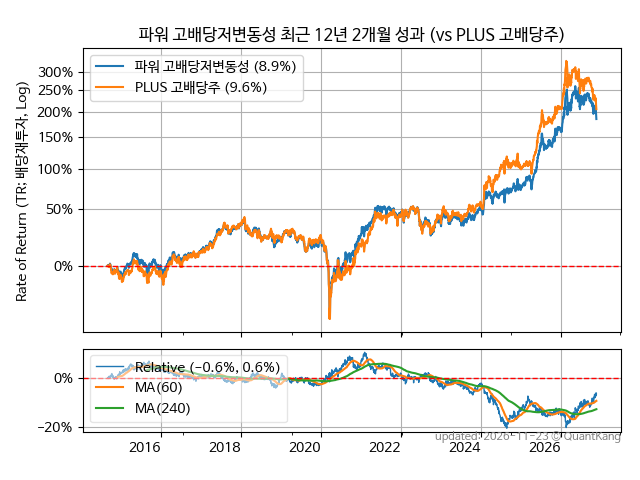 파워 고배당저변동성 최근 12년 2개월 성과 (vs PLUS 고배당주)
파워 고배당저변동성 (8.9%)
PLUS 고배당주 (9.6%)
Rate of Return (TR: 배당재투자, Log)
300%
250%
200%
150%
100%
50%
0%
Relative (−0.6%, 0.6%)
MA(60)
MA(240)
0%
−20%
updated: 2026-11-23 © QuantKang
2016
2018
2020
2022
2024
2026